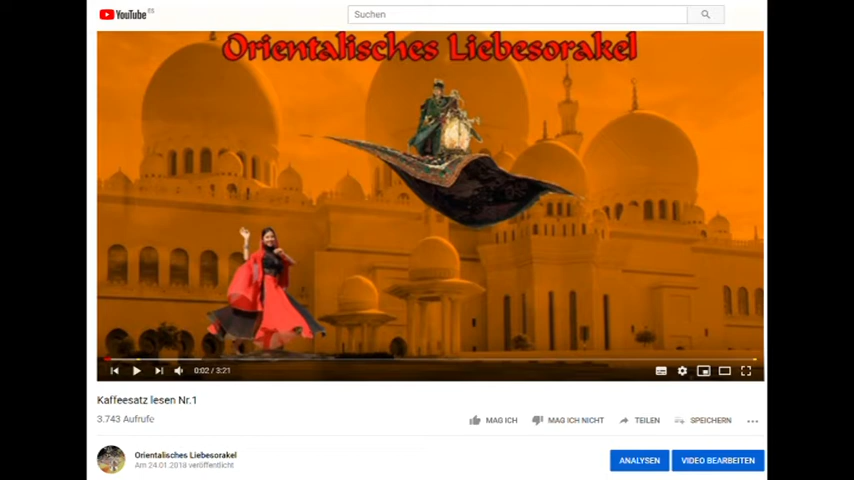 YouTube ES
Suchen
Orientalisches Liebesorakel
0:02 / 3:21
Kaffeesatz lesen Nr.1
3.743 Aufrufe
MAG ICH
MAG ICH NICHT
TEILEN
SPEICHERN
Orientalisches Liebesorakel
Am 24.01.2018 veröffentlicht
ANALYSEN
VIDEO BEARBEITEN